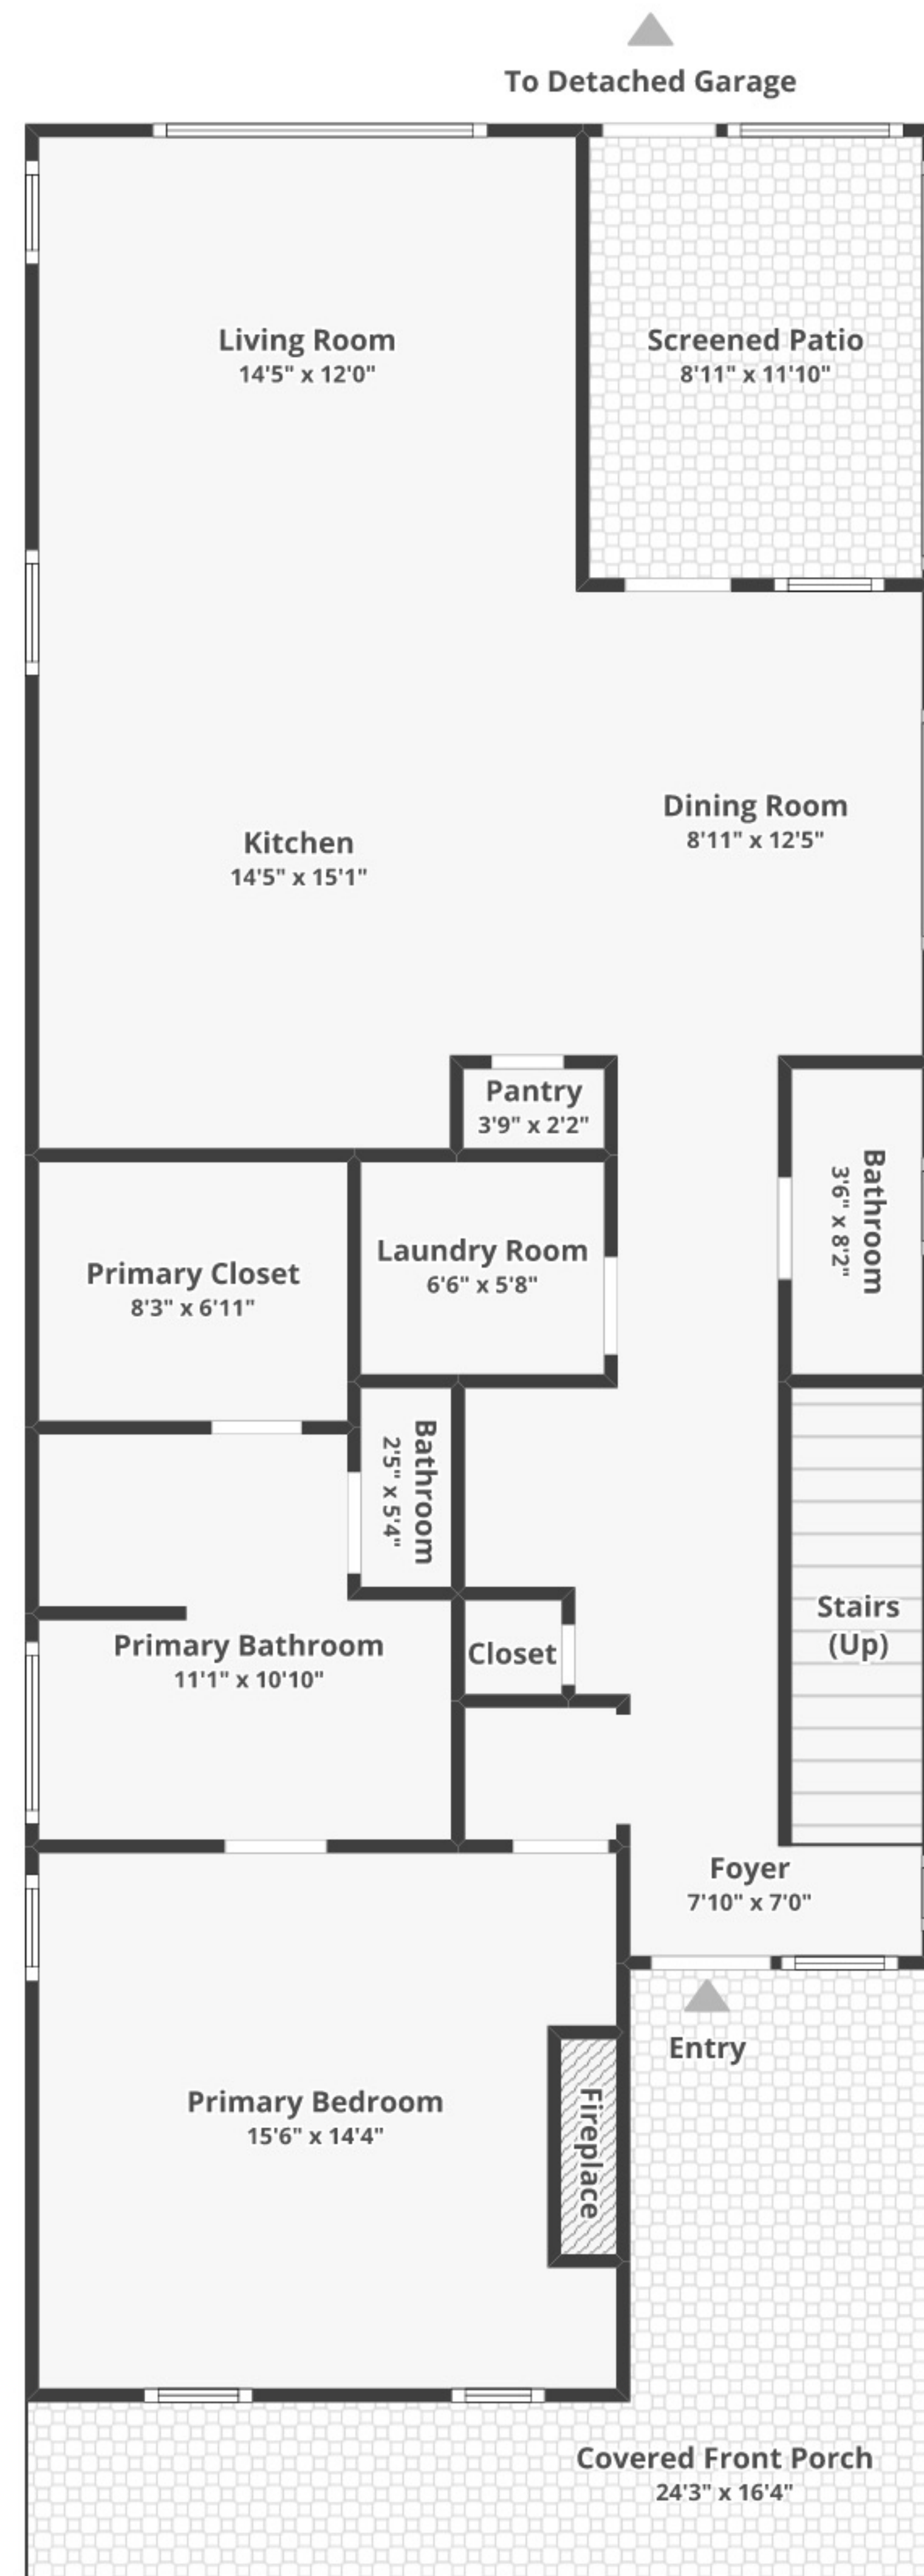 To Detached Garage
Living Room
14'5" x 12'0"
Screened Patio
8'11" x 11'10"
Dining Room
8'11" x 12'5"
Kitchen
14'5" x 15'1"
Pantry
3'9" x 2'2"
Bathroom
3'6" x 8'2"
Laundry Room
6'6" x 5'8"
Primary Closet
8'3" x 6'11"
Bathroom
2'5" x 5'4"
Stairs
(Up)
Primary Bathroom
11'1" x 10'10"
Closet
Foyer
7'10" x 7'0"
Entry
Primary Bedroom
15'6" x 14'4"
Fireplace
Covered Front Porch
24'3" x 16'4"